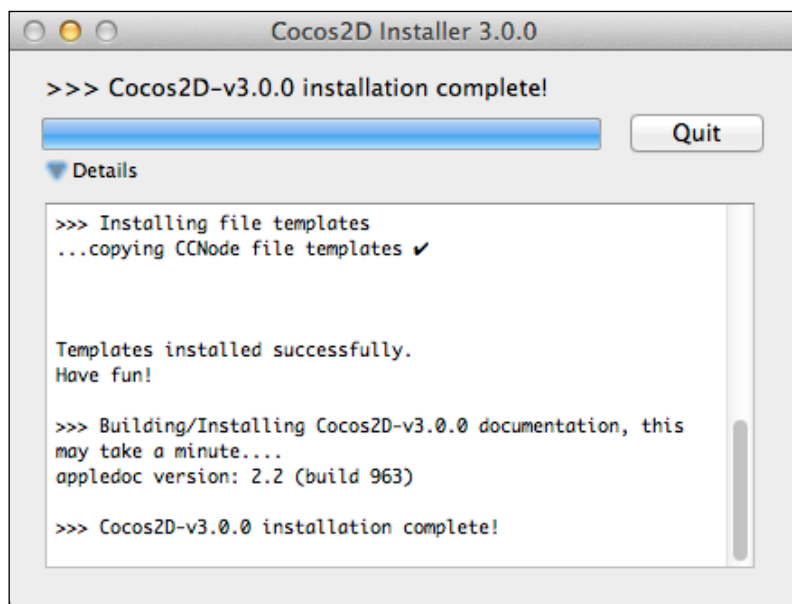 Cocos2D Installer 3.0.0
>>> Cocos2D-v3.0.0 installation complete!
Quit
Details
>>> Installing file templates
...copying CCNode file templates ✔
Templates installed successfully.
Have fun!
>>> Building/Installing Cocos2D-v3.0.0 documentation, this
may take a minute....
appledoc version: 2.2 (build 963)
>>> Cocos2D-v3.0.0 installation complete!